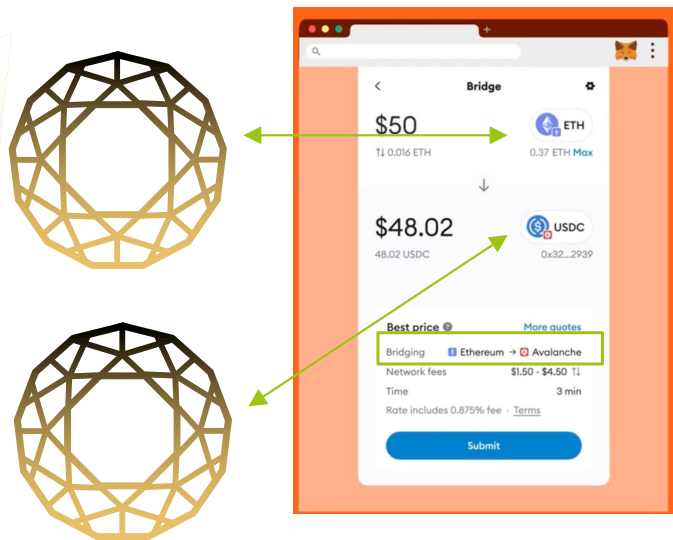 Bridge
$50
ETH
↑↓ 0.016 ETH
0.37 ETH Max
$48.02
USDC
48.02 USDC
0x32...2939
Best price
More quotes
Bridging Ethereum → Avalanche
Network fees $1.50 - $4.50 ↑↓
Time 3 min
Rate includes 0.875% fee · Terms
Submit